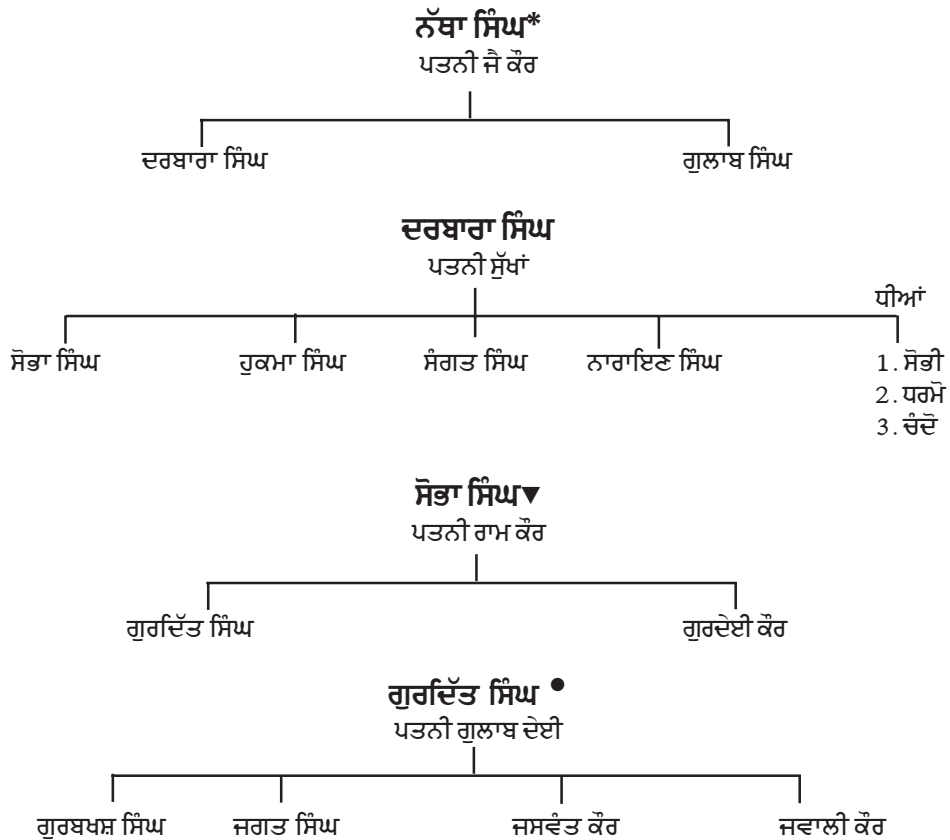 ਨੱਥਾ ਸਿੰਘ*
ਪਤਨੀ ਜੈ ਕੌਰ
ਦਰਬਾਰਾ ਸਿੰਘ ਗੁਲਾਬ ਸਿੰਘ
ਦਰਬਾਰਾ ਸਿੰਘ
ਪਤਨੀ ਸੁੱਖਾਂ
ਧੀਆਂ
ਸੋਭਾ ਸਿੰਘ ਹੁਕਮਾ ਸਿੰਘ ਸੰਗਤ ਸਿੰਘ ਨਾਰਾਇਣ ਸਿੰਘ 1. ਸੋਭੀ
2. ਧਰਮੋ
3. ਚੰਦੋ
ਸੋਭਾ ਸਿੰਘ▼
ਪਤਨੀ ਰਾਮ ਕੌਰ
ਗੁਰਦਿੱਤ ਸਿੰਘ ਗੁਰਦੇਈ ਕੌਰ
ਗੁਰਦਿੱਤ ਸਿੰਘ ●
ਪਤਨੀ ਗੁਲਾਬ ਦੇਈ
ਗੁਰਬਖਸ਼ ਸਿੰਘ ਜਗਤ ਸਿੰਘ ਜਸਵੰਤ ਕੌਰ ਜਵਾਲੀ ਕੌਰ